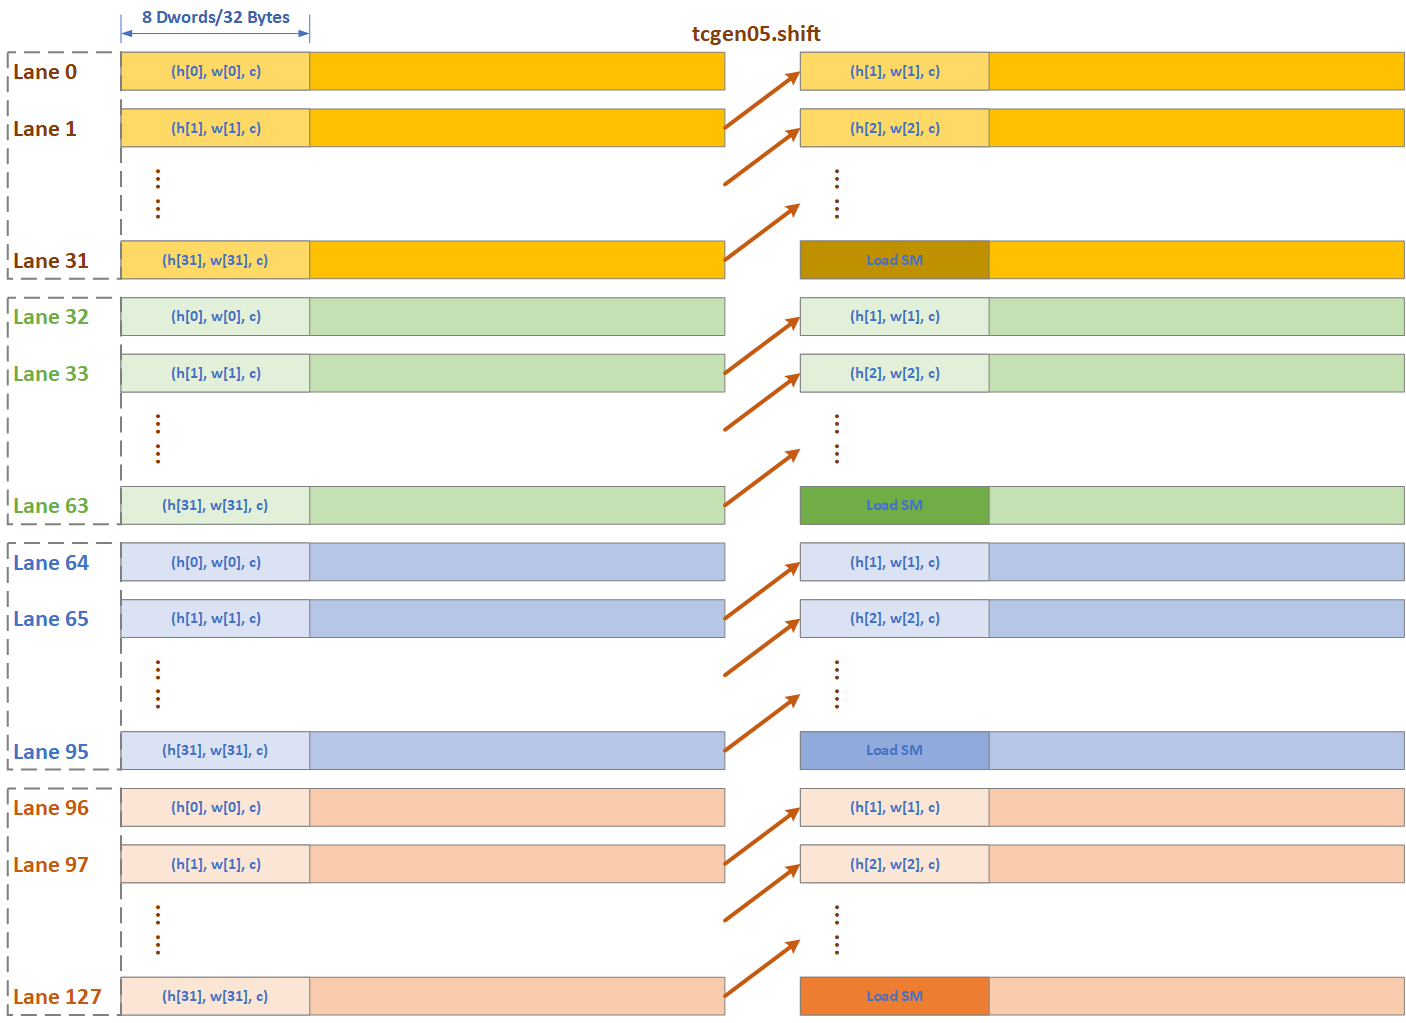 8 Dwords/32 Bytes
tcgen05.shift
Lane 0 (h[0], w[0], c) (h[1], w[1], c)
Lane 1 (h[1], w[1], c) (h[2], w[2], c)
Lane 31 (h[31], w[31], c) Load SM
Lane 32 (h[0], w[0], c) (h[1], w[1], c)
Lane 33 (h[1], w[1], c) (h[2], w[2], c)
Lane 63 (h[31], w[31], c) Load SM
Lane 64 (h[0], w[0], c) (h[1], w[1], c)
Lane 65 (h[1], w[1], c) (h[2], w[2], c)
Lane 95 (h[31], w[31], c) Load SM
Lane 96 (h[0], w[0], c) (h[1], w[1], c)
Lane 97 (h[1], w[1], c) (h[2], w[2], c)
Lane 127 (h[31], w[31], c) Load SM